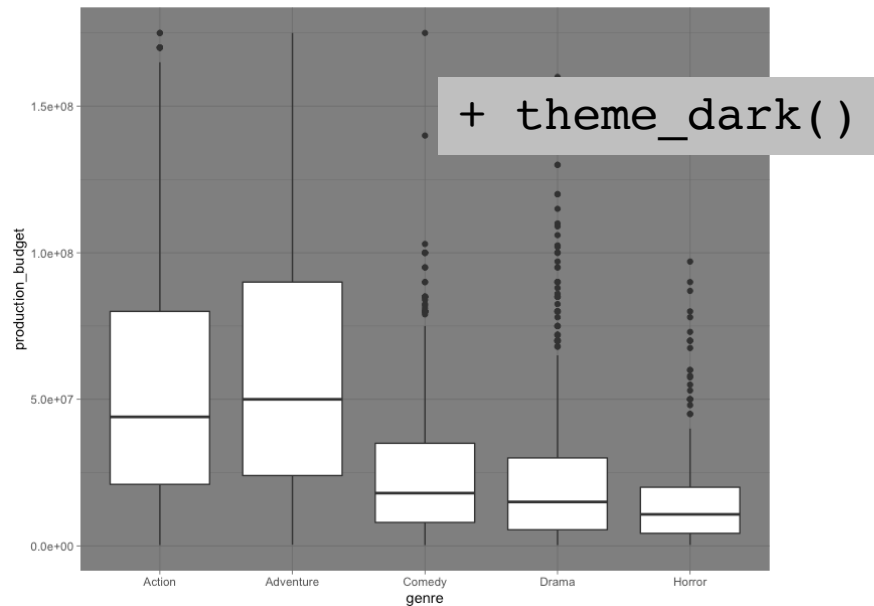 + theme_dark()
production_budget
1.5e+08
1.0e+08
5.0e+07
0.0e+00
Action Adventure Comedy Drama Horror
genre